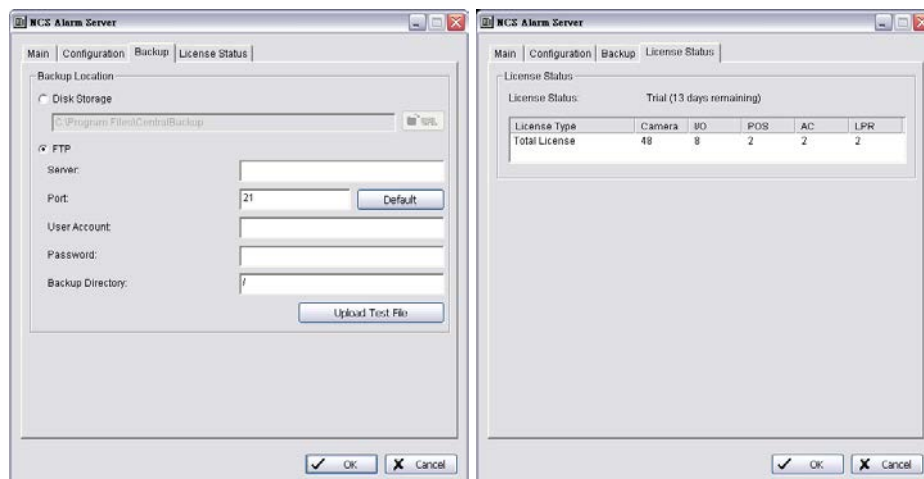 NCS Alarm Server
Main Configuration Backup License Status
Backup Location
Disk Storage
C:\Program Files\CentralBackup
FTP
Server:
Port: 21 Default
User Account:
Password:
Backup Directory: /
Upload Test File
OK Cancel
NCS Alarm Server
Main Configuration Backup License Status
License Status
License Status: Trial (13 days remaining)
License Type Camera I/O POS AC LPR
Total License 48 8 2 2 2
OK Cancel